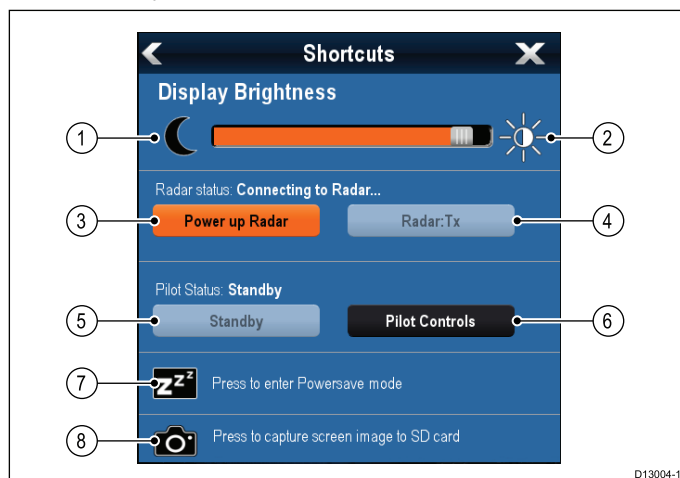 Shortcuts
Display Brightness
1
2
Radar status: Connecting to Radar...
3
Power up Radar
Radar:Tx
4
Pilot Status: Standby
5
Standby
Pilot Controls
6
7
zzz
Press to enter Powersave mode
8
Press to capture screen image to SD card
D13004-1